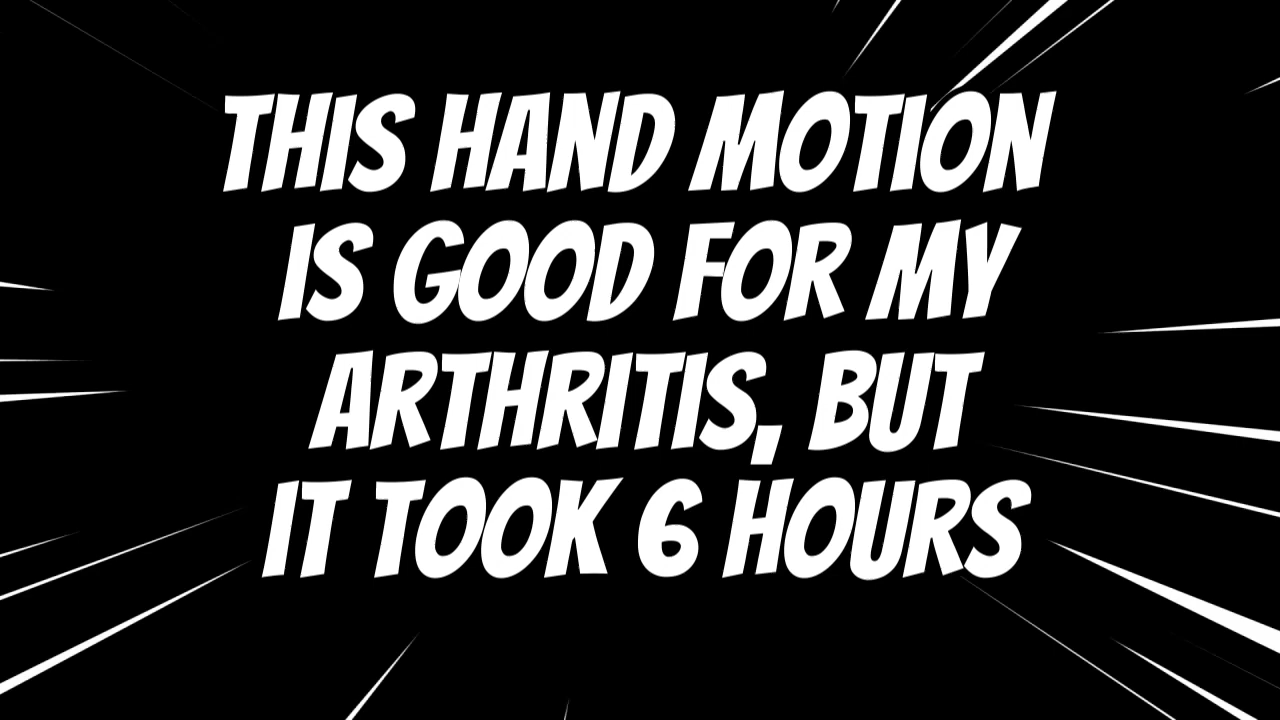 THIS HAND MOTION
IS GOOD FOR MY
ARTHRITIS, BUT
IT TOOK 6 HOURS